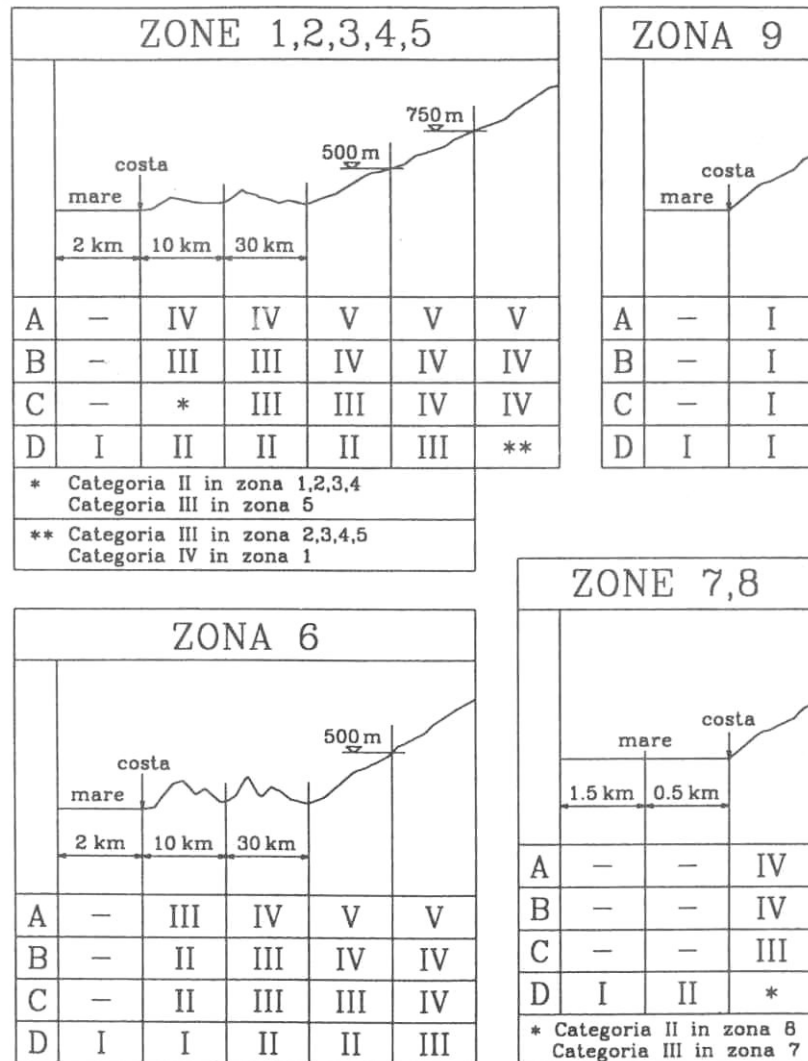 ZONE 1,2,3,4,5
750 m
500 m
costa
mare
2 km 10 km 30 km
A – IV IV V V V
B – III III IV IV IV
C – * III III IV IV
D I II II II III **
* Categoria II in zona 1,2,3,4
Categoria III in zona 5
** Categoria III in zona 2,3,4,5
Categoria IV in zona 1
ZONA 9
costa
mare
A – I
B – I
C – I
D I I
ZONA 6
500 m
costa
mare
2 km 10 km 30 km
A – III IV V V
B – II III IV IV
C – II III III IV
D I I II II III
ZONE 7,8
costa
mare
1.5 km 0.5 km
A – – IV
B – – IV
C – – III
D I II *
* Categoria II in zona 8
Categoria III in zona 7